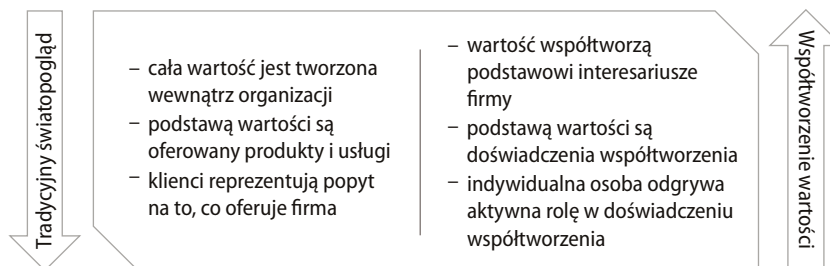 Tradycyjny światopogląd
– cała wartość jest tworzona
wewnątrz organizacji
– podstawą wartości są
oferowany produkty i usługi
– klienci reprezentują popyt
na to, co oferuje firma
– wartość współtworzą
podstawowi interesariusze
firmy
– podstawą wartości są
doświadczenia współtworzenia
– indywidualna osoba odgrywa
aktywna rolę w doświadczeniu
współtworzenia
Współtworzenie wartości